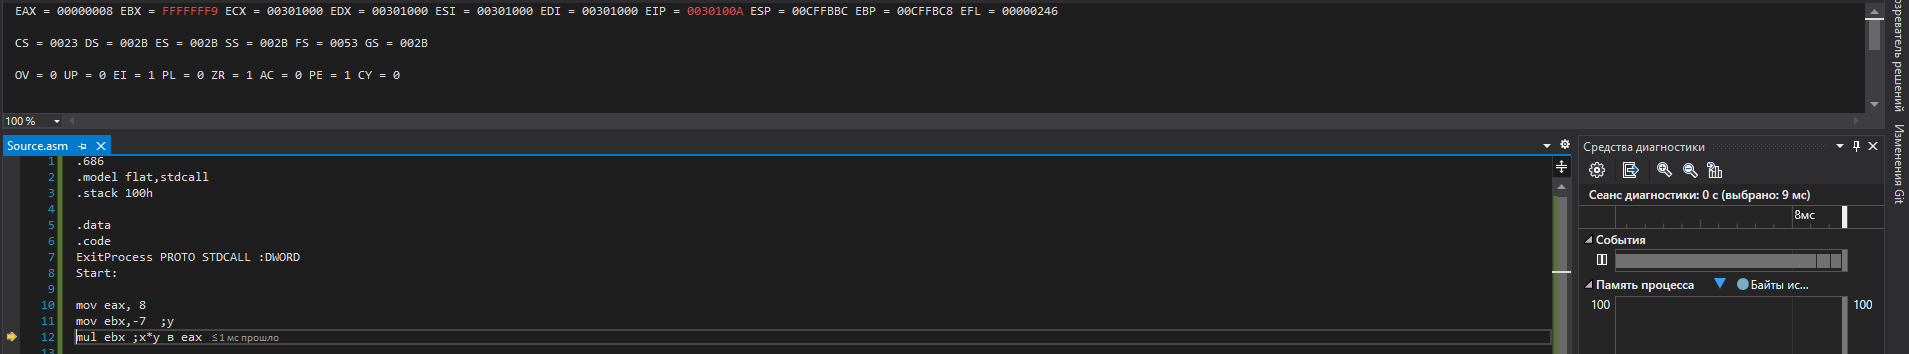 EAX = 00000008 EBX = FFFFFFF9 ECX = 00301000 EDX = 00301000 ESI = 00301000 EDI = 00301000 EIP = 0030100A ESP = 00CFFBBC EBP = 00CFFBC8 EFL = 00000246
CS = 0023 DS = 002B ES = 002B SS = 002B FS = 0053 GS = 002B
OV = 0 UP = 0 EI = 1 PL = 0 ZR = 1 AC = 0 PE = 1 CY = 0
100 %
Source.asm
1 .686
2 .model flat,stdcall
3 .stack 100h
4
5 .data
6 .code
7 ExitProcess PROTO STDCALL :DWORD
8 Start:
9
10 mov eax, 8
11 mov ebx,-7 ;y
12 mul ebx ;x*y в eax ≤1 мс прошло
13
Средства диагностики
Сеанс диагностики: 0 с (выбрано: 9 мс)
8мс
События
Память процесса
Байты ис...
100
100
решений
Изменения Git